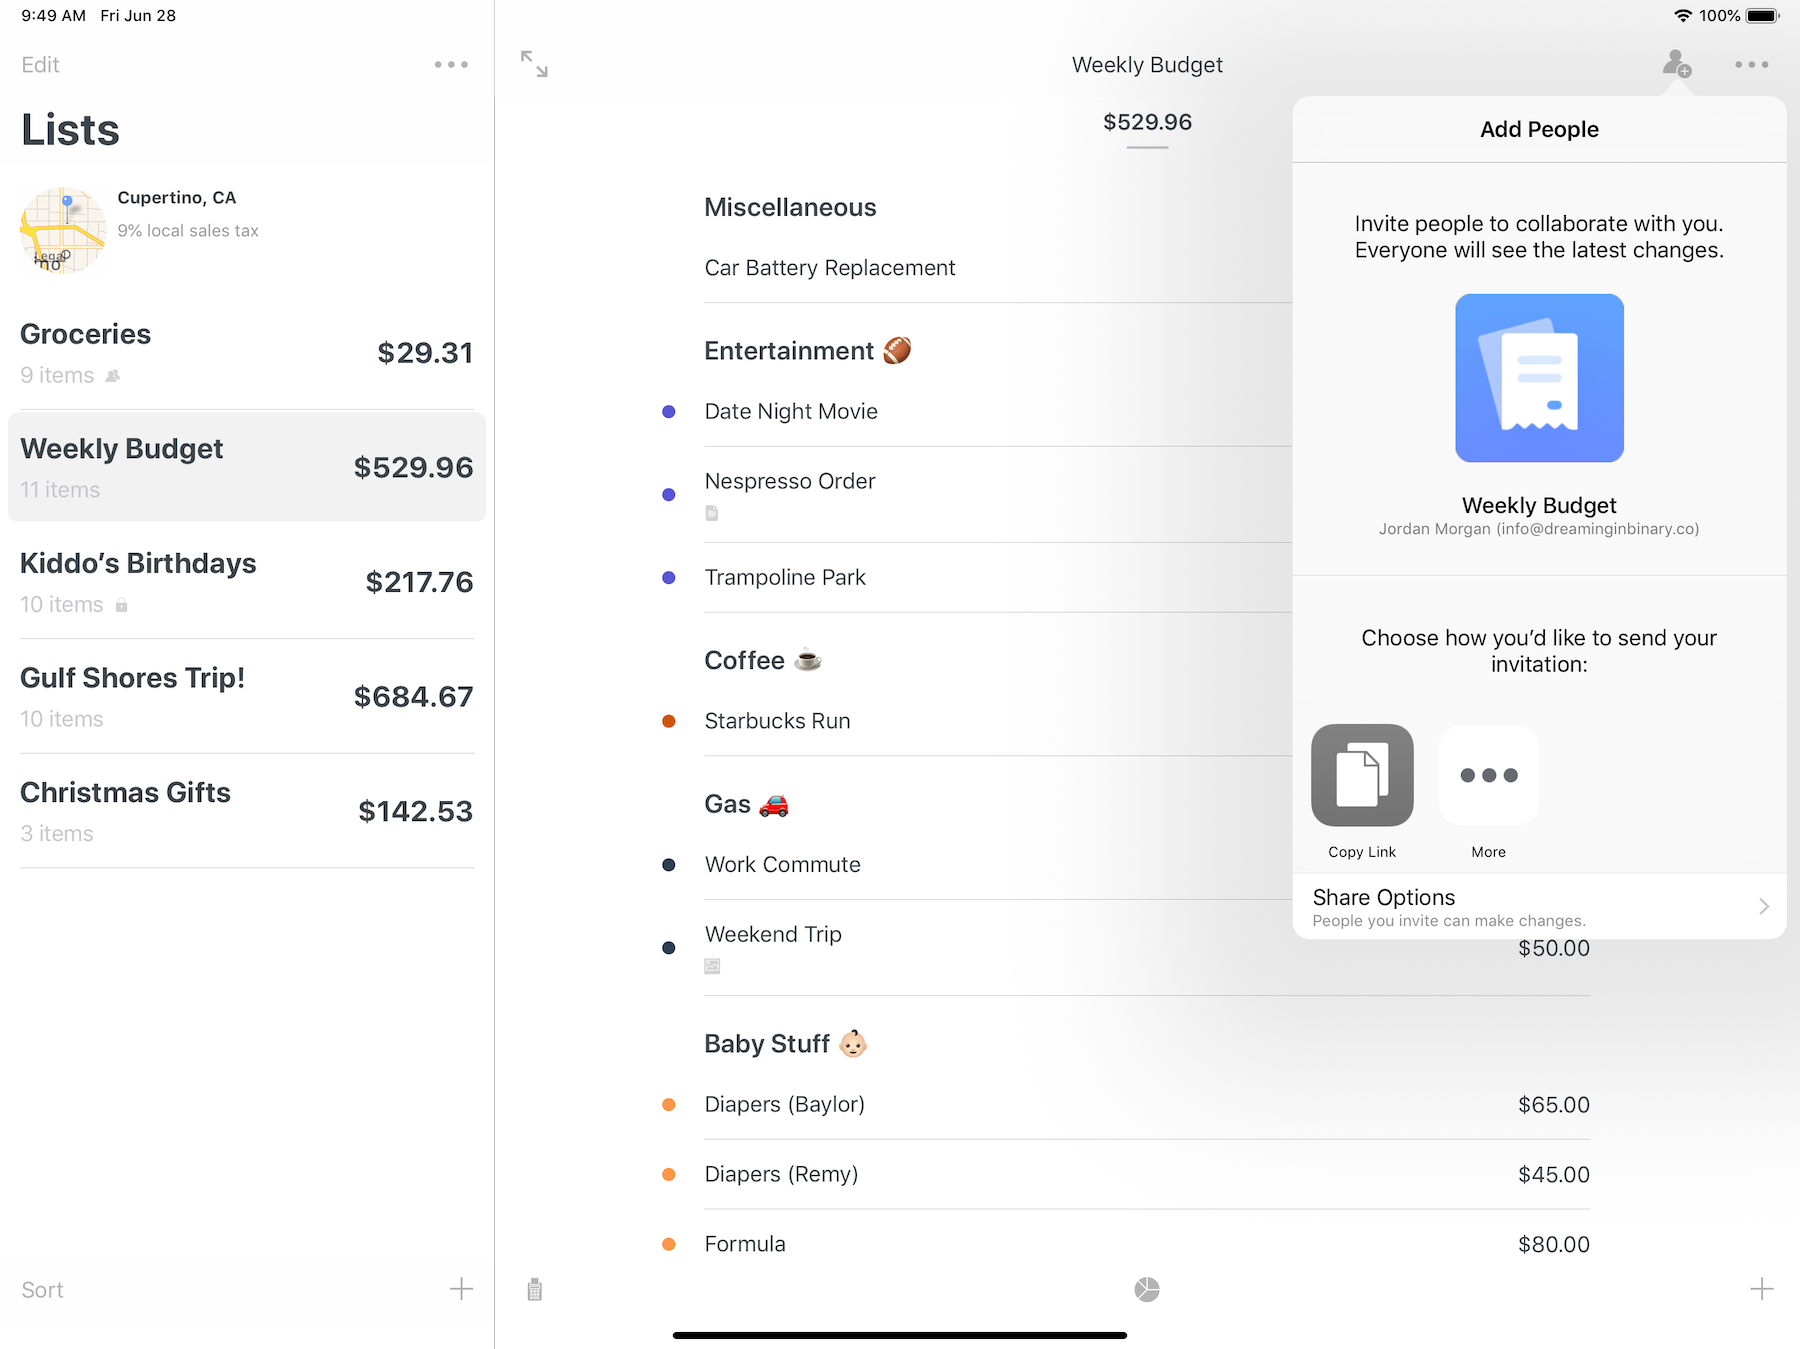 9:49 AM Fri Jun 28
100%
Edit
Lists
Cupertino, CA
9% local sales tax
Groceries
$29.31
9 items
Weekly Budget
$529.96
11 items
Kiddo’s Birthdays
$217.76
10 items
Gulf Shores Trip!
$684.67
10 items
Christmas Gifts
$142.53
3 items
Sort
Weekly Budget
$529.96
Miscellaneous
Car Battery Replacement
Entertainment 🏈
Date Night Movie
Nespresso Order
Trampoline Park
Coffee ☕
Starbucks Run
Gas 🚗
Work Commute
Weekend Trip
$50.00
Baby Stuff 👶🏻
Diapers (Baylor)
$65.00
Diapers (Remy)
$45.00
Formula
$80.00
Add People
Invite people to collaborate with you.
Everyone will see the latest changes.
Weekly Budget
Jordan Morgan (info@dreaminginbinary.co)
Choose how you’d like to send your
invitation:
Copy Link
More
Share Options
People you invite can make changes.